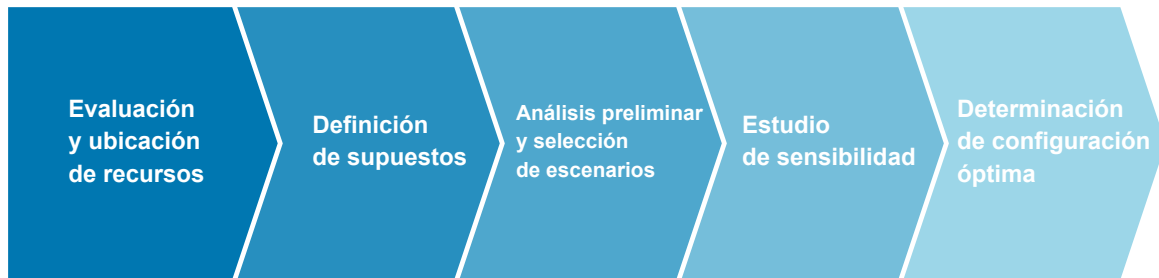 Evaluación
y ubicación
de recursos
Definición
de supuestos
Análisis preliminar
y selección
de escenarios
Estudio
de sensibilidad
Determinación
de configuración
óptima